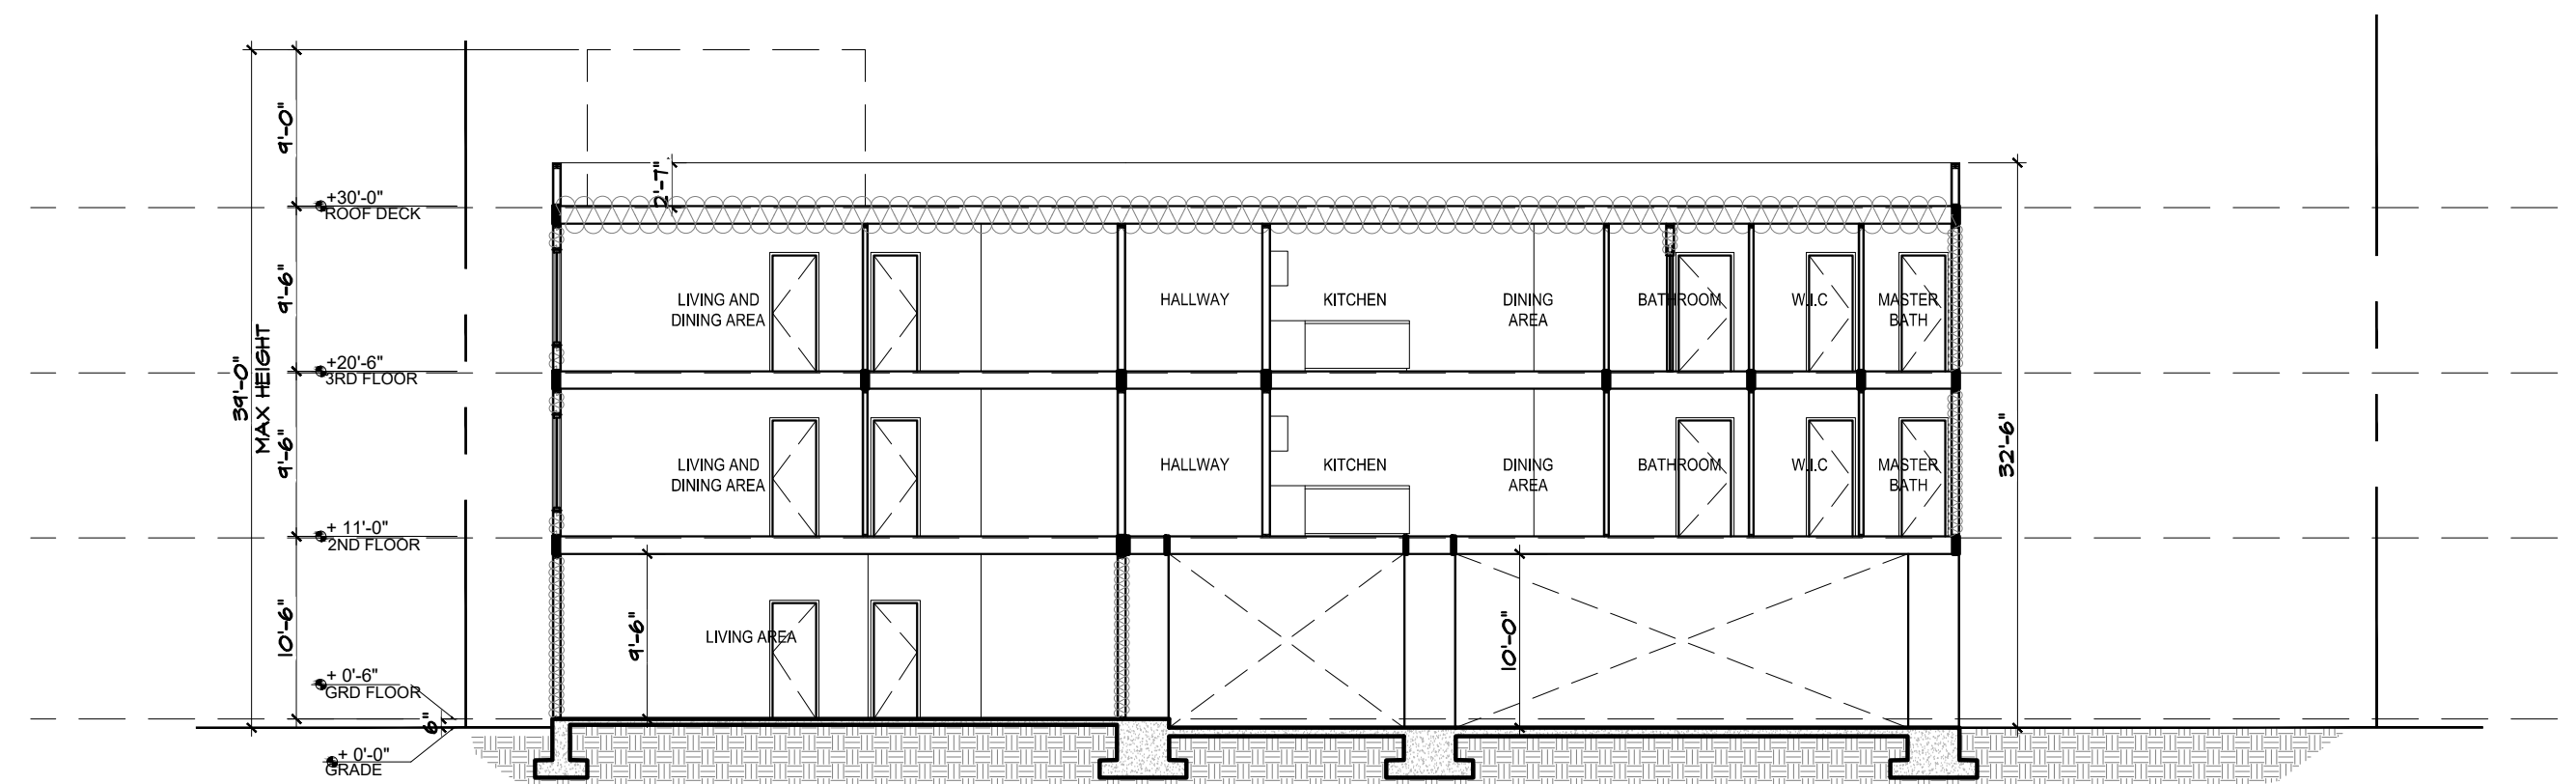 9'-0"
2'-7"
+30'-0"
ROOF DECK
9'-6"
LIVING AND
DINING AREA
HALLWAY
KITCHEN
DINING
AREA
BATHROOM
W.I.C
MASTER
BATH
39'-0"
MAX HEIGHT
+20'-6"
3RD FLOOR
9'-6"
LIVING AND
DINING AREA
HALLWAY
KITCHEN
DINING
AREA
BATHROOM
W.I.C
MASTER
BATH
32'-6"
+ 11'-0"
2ND FLOOR
10'-6"
LIVING AREA
9'-6"
10'-0"
+ 0'-6"
GRD FLOOR
6"
+ 0'-0"
GRADE